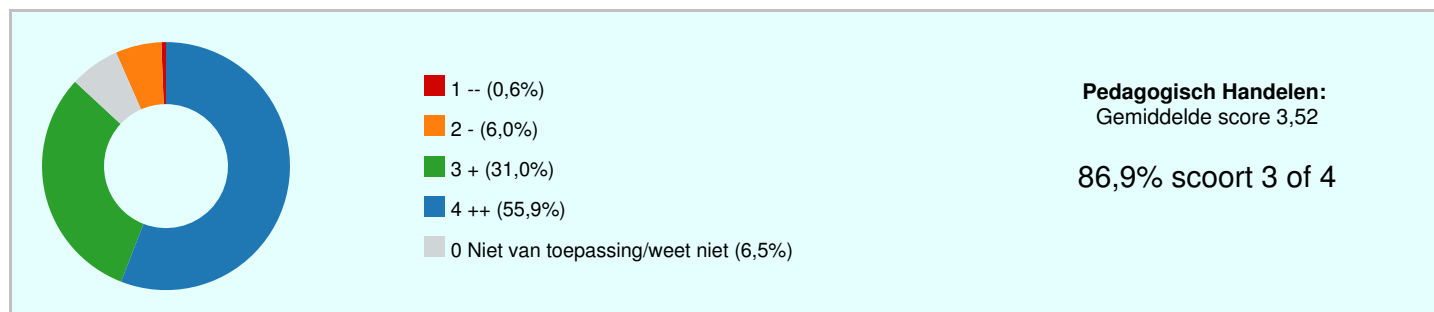 1 -- (0,6%)
2 - (6,0%)
3 + (31,0%)
4 ++ (55,9%)
0 Niet van toepassing/weet niet (6,5%)
Pedagogisch Handelen:
Gemiddelde score 3,52
86,9% scoort 3 of 4